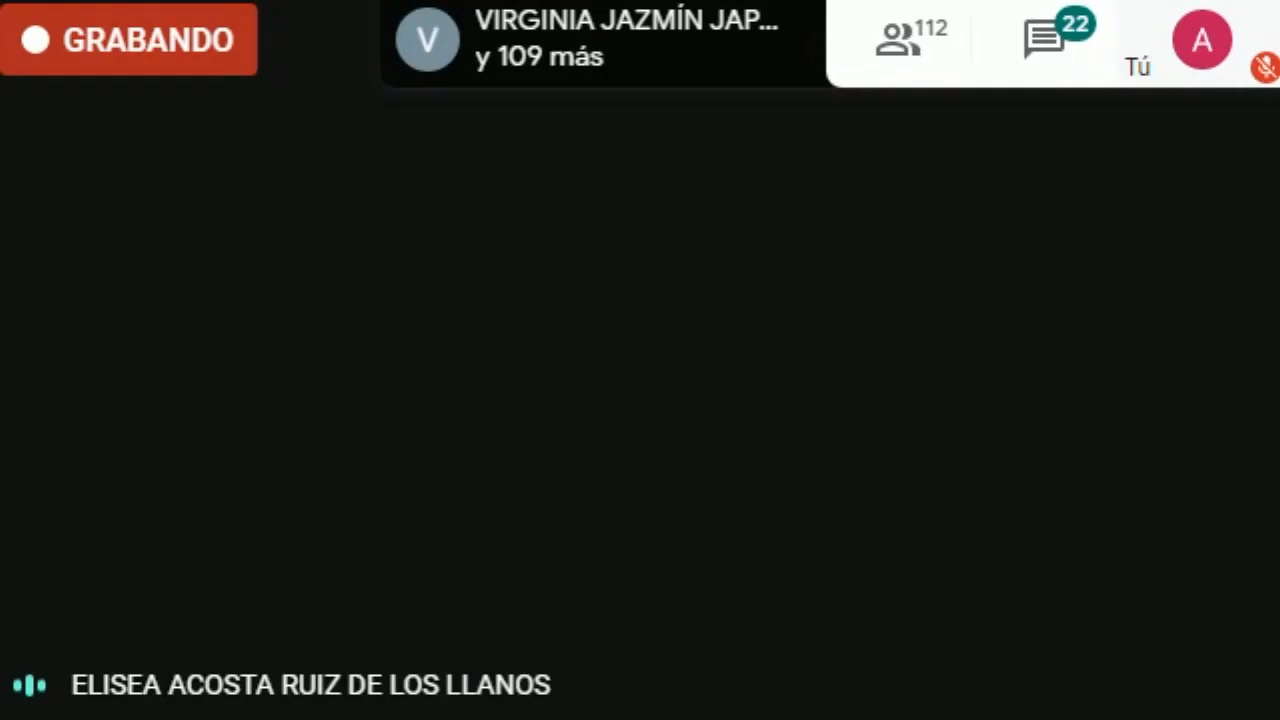 GRABANDO
V
VIRGINIA JAZMÍN JAP...
y 109 más
112
22
Tú
A
ELISEA ACOSTA RUIZ DE LOS LLANOS